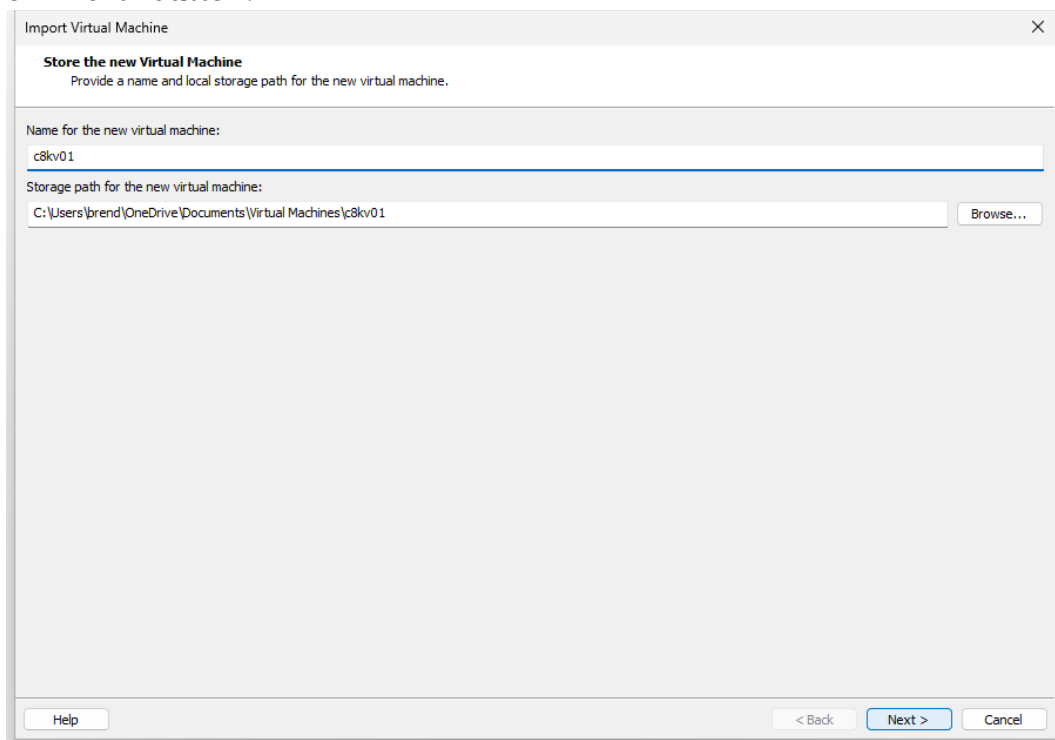 Import Virtual Machine
Store the new Virtual Machine
Provide a name and local storage path for the new virtual machine.
Name for the new virtual machine:
c8kv01
Storage path for the new virtual machine:
C:\Users\brend\OneDrive\Documents\Virtual Machines\c8kv01
Browse...
Help
< Back
Next >
Cancel